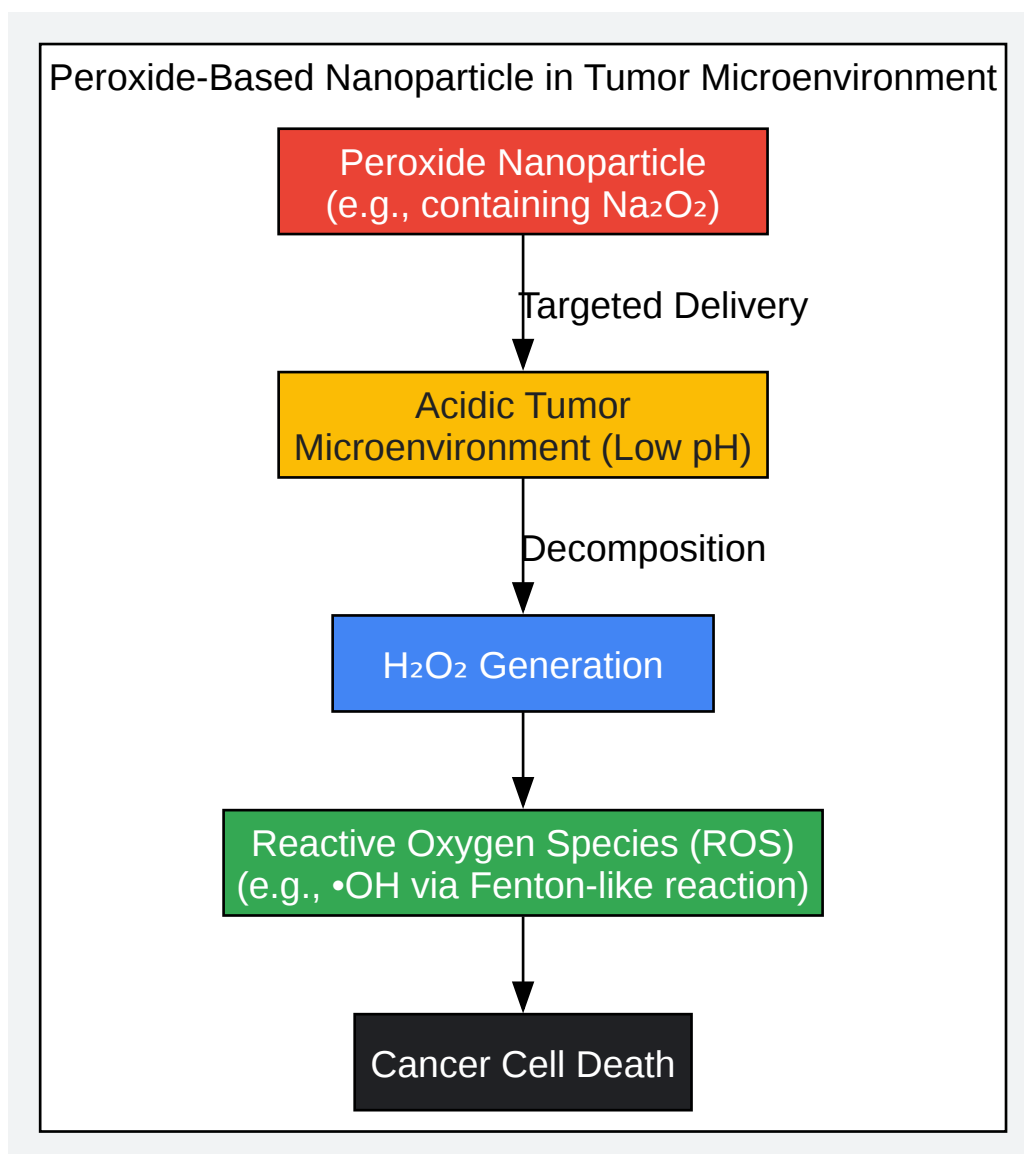 Peroxide-Based Nanoparticle in Tumor Microenvironment
Peroxide Nanoparticle
(e.g., containing Na₂O₂)
Targeted Delivery
Acidic Tumor
Microenvironment (Low pH)
Decomposition
H₂O₂ Generation
Reactive Oxygen Species (ROS)
(e.g., •OH via Fenton-like reaction)
Cancer Cell Death